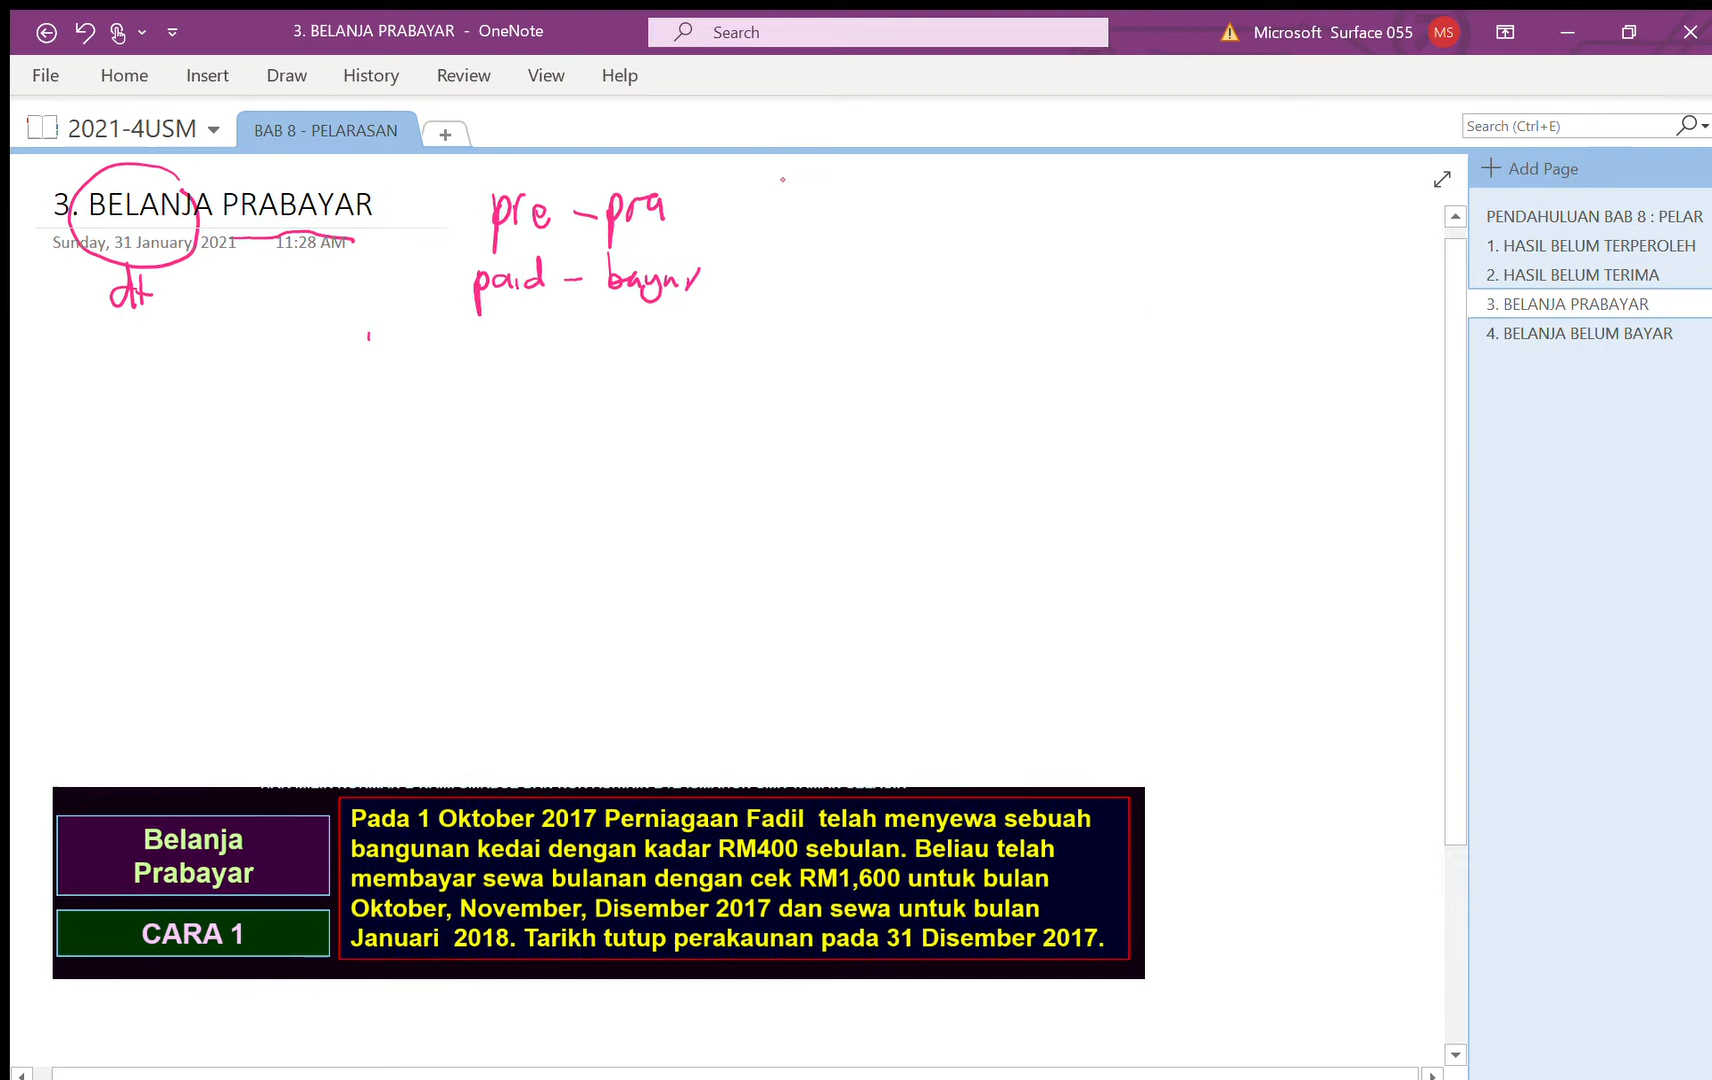 3. BELANJA PRABAYAR - OneNote
Search
Microsoft Surface 055
MS
File Home Insert Draw History Review View Help
2021-4USM
BAB 8 - PELARASAN
Search (Ctrl+E)
3. BELANJA PRABAYAR
Sunday, 31 January, 2021 11:28 AM
dt
pre - pra
paid - bayar
Add Page
PENDAHULUAN BAB 8 : PELAR
1. HASIL BELUM TERPEROLEH
2. HASIL BELUM TERIMA
3. BELANJA PRABAYAR
4. BELANJA BELUM BAYAR
Belanja
Prabayar
CARA 1
Pada 1 Oktober 2017 Perniagaan Fadil telah menyewa sebuah
bangunan kedai dengan kadar RM400 sebulan. Beliau telah
membayar sewa bulanan dengan cek RM1,600 untuk bulan
Oktober, November, Disember 2017 dan sewa untuk bulan
Januari 2018. Tarikh tutup perakaunan pada 31 Disember 2017.